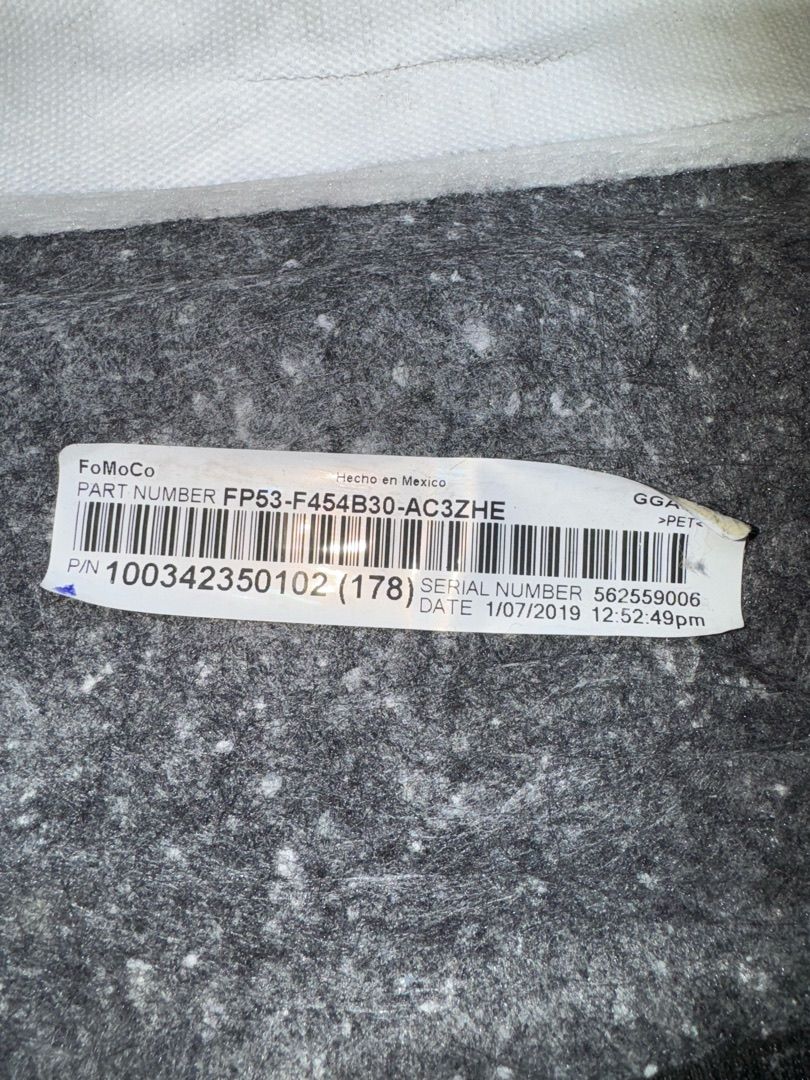 FoMoCo
Hecho en Mexico
PART NUMBER FP53-F454B30-AC3ZHE
>PET<
P/N 100342350102 (178)
SERIAL NUMBER 562559006
DATE 1/07/2019 12:52:49pm